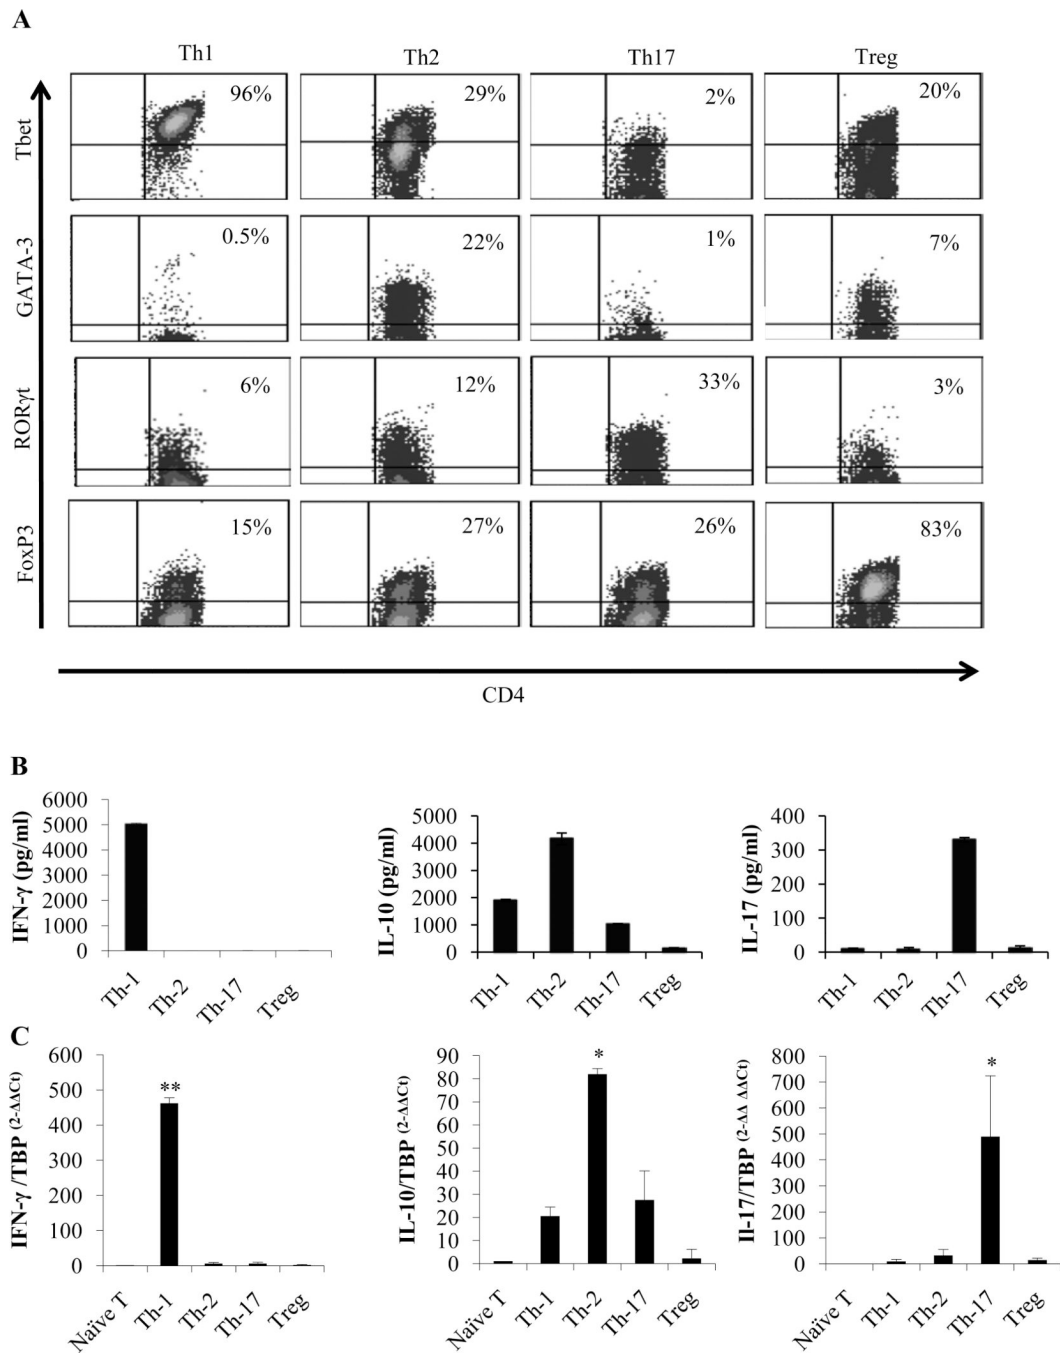 A
Th1 Th2 Th17 Treg
Tbet
96% 29% 2% 20%
GATA-3
0.5% 22% 1% 7%
RORγt
6% 12% 33% 3%
FoxP3
15% 27% 26% 83%
CD4
B
IFN-γ (pg/ml)
6000
5000
4000
3000
2000
1000
0
Th-1 Th-2 Th-17 Treg
IL-10 (pg/ml)
5000
4000
3000
2000
1000
0
Th-1 Th-2 Th-17 Treg
IL-17 (pg/ml)
400
300
200
100
0
Th-1 Th-2 Th-17 Treg
C
IFN-γ /TBP (2-ΔΔCt)
600
500
400
300
200
100
0
**
Naïve T Th-1 Th-2 Th-17 Treg
IL-10/TBP (2-ΔΔCt)
90
80
70
60
50
40
30
20
10
0
*
Naïve T Th-1 Th-2 Th-17 Treg
Il-17/TBP (2-ΔΔ ΔΔCt)
800
700
600
500
400
300
200
100
0
*
Naïve T Th-1 Th-2 Th-17 Treg